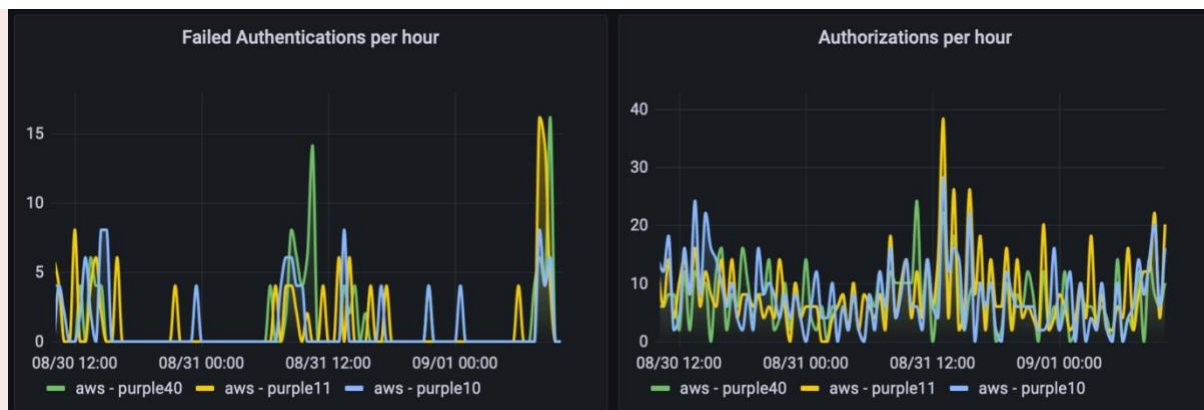 Failed Authentications per hour
15
10
5
0
08/30 12:00 08/31 00:00 08/31 12:00 09/01 00:00
aws - purple40 aws - purple11 aws - purple10
Authorizations per hour
40
30
20
10
0
08/30 12:00 08/31 00:00 08/31 12:00 09/01 00:00
aws - purple40 aws - purple11 aws - purple10